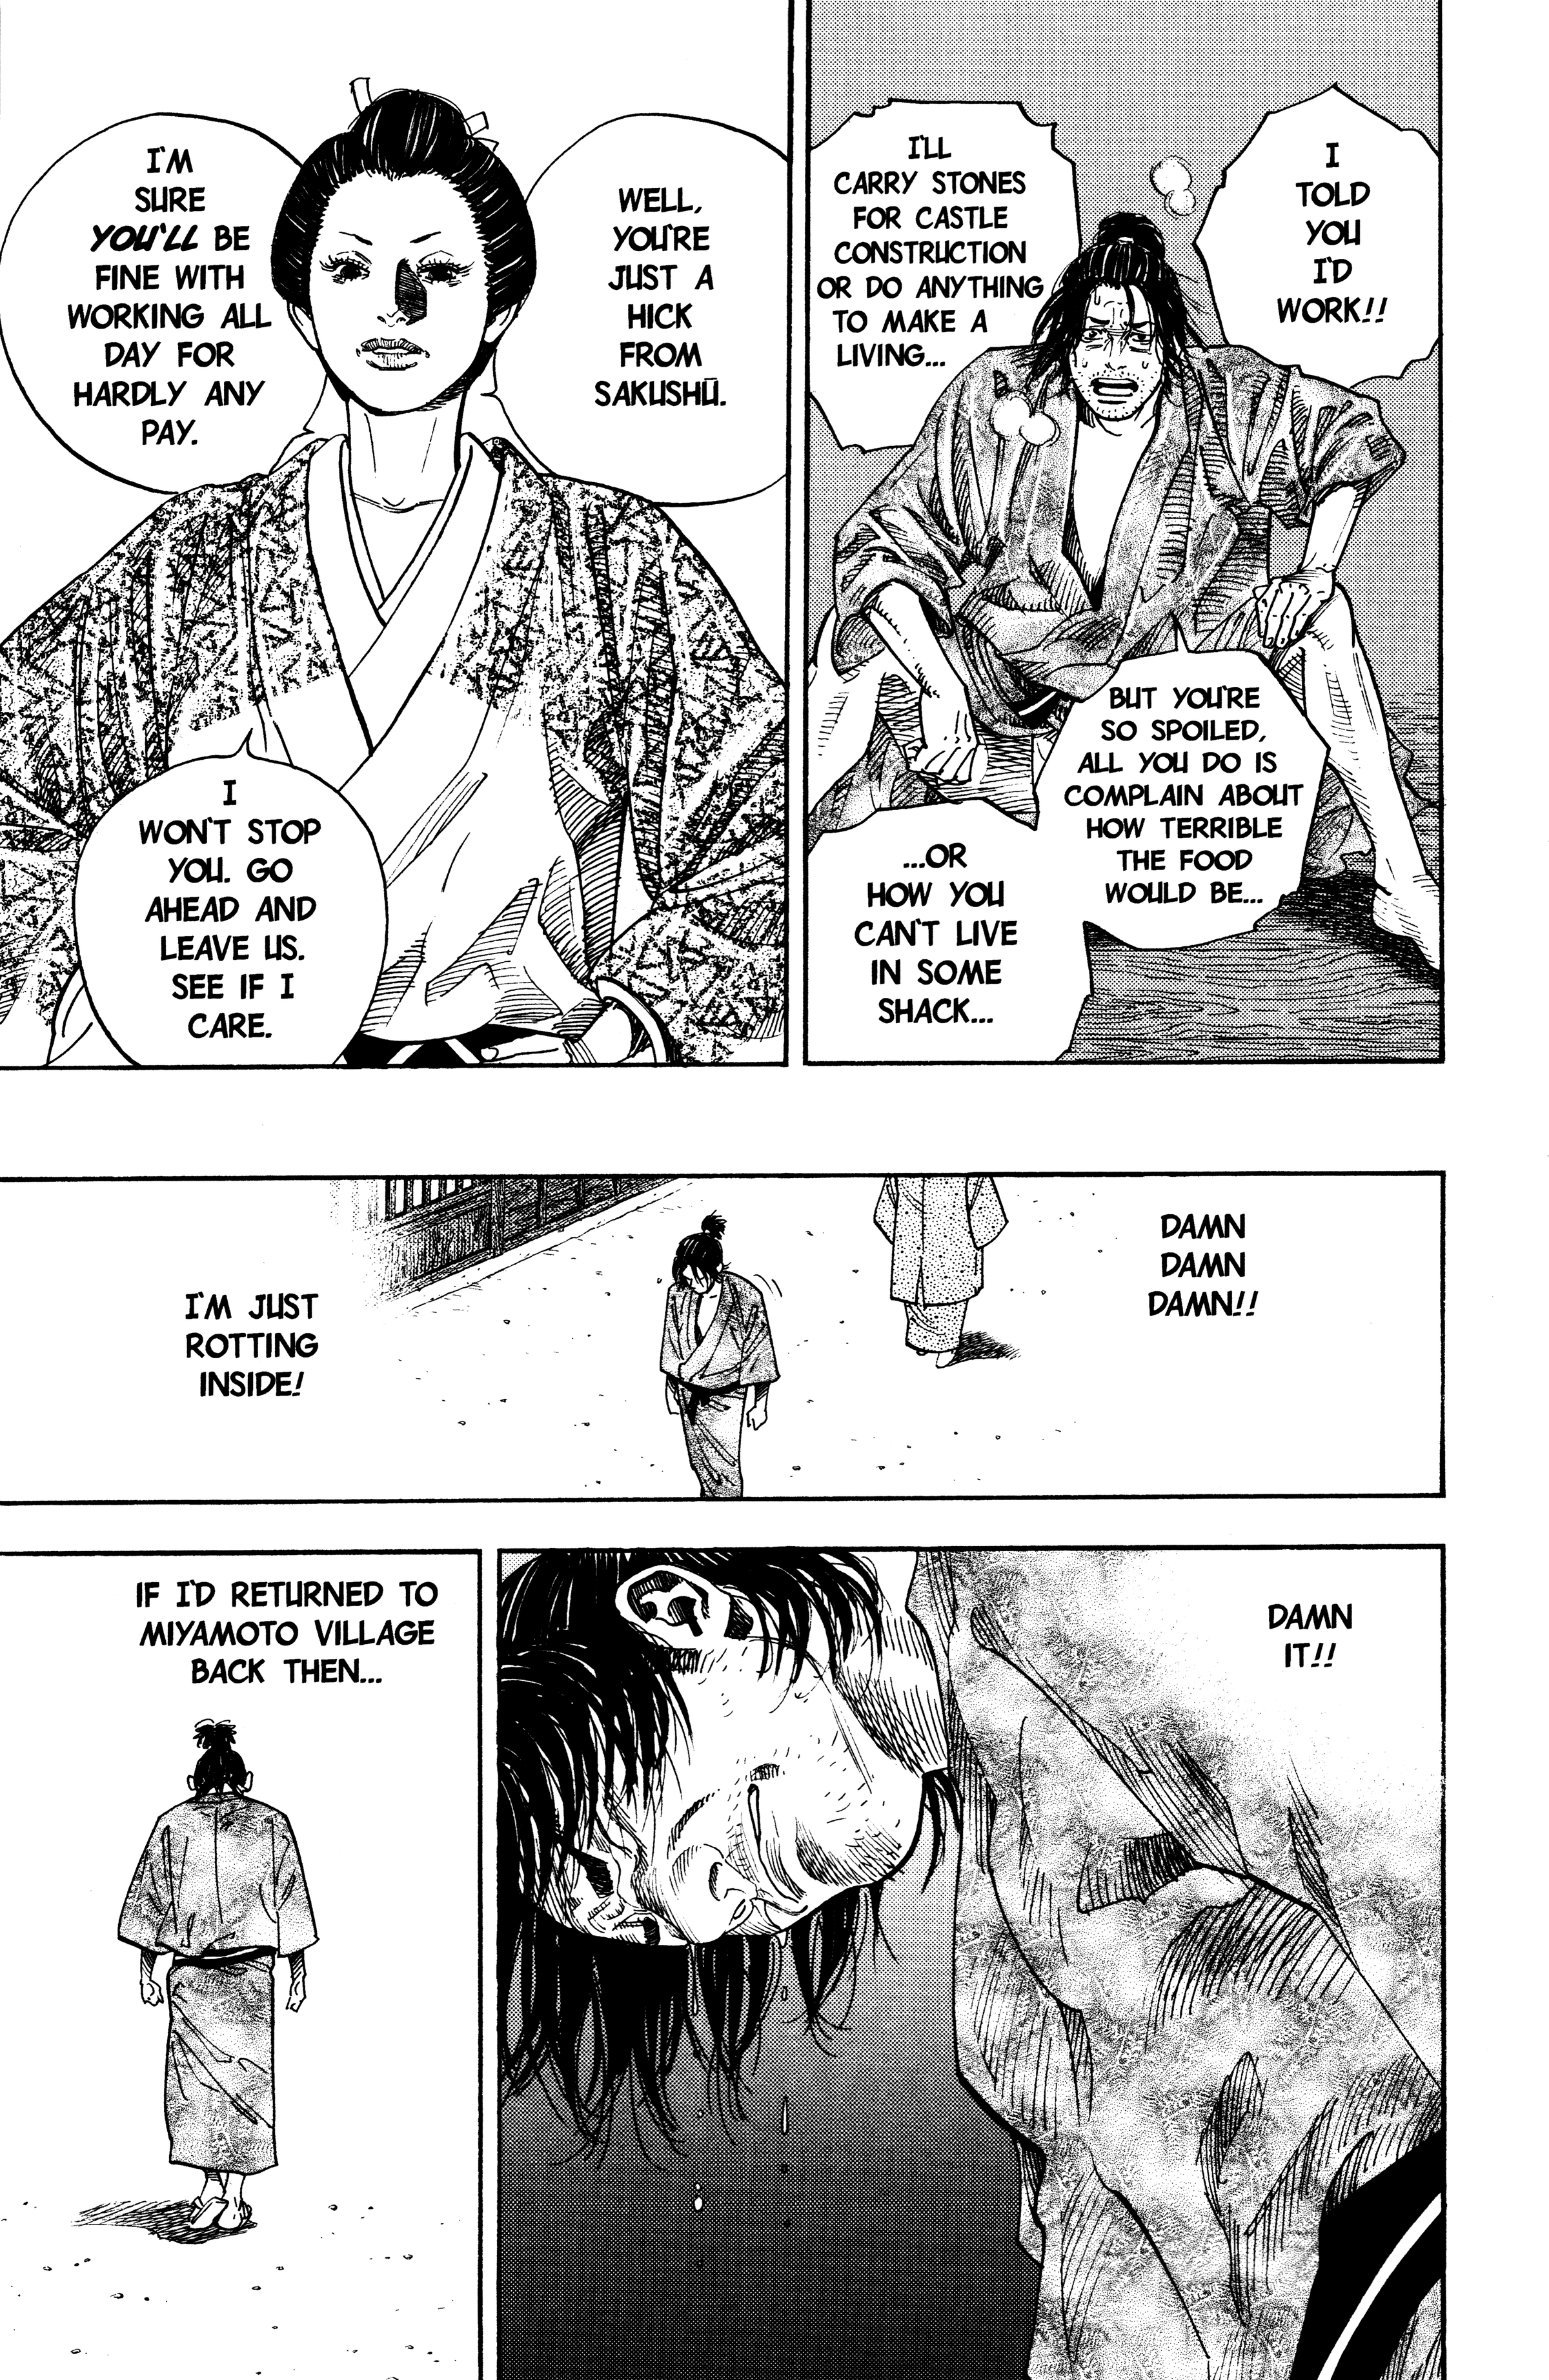 I
TOLD
YOU
I'D
WORK!!
I'LL
CARRY STONES
FOR CASTLE
CONSTRUCTION
OR DO ANYTHING
TO MAKE A
LIVING...
BUT YOU'RE
SO SPOILED,
ALL YOU DO IS
COMPLAIN ABOUT
HOW TERRIBLE
THE FOOD
WOULD BE...
...OR
HOW YOU
CAN'T LIVE
IN SOME
SHACK...
WELL,
YOU'RE
JUST A
HICK
FROM
SAKUSHŪ.
I'M
SURE
YOU'LL BE
FINE WITH
WORKING ALL
DAY FOR
HARDLY ANY
PAY.
I
WON'T STOP
YOU. GO
AHEAD AND
LEAVE US.
SEE IF I
CARE.
DAMN
DAMN
DAMN!!
I'M JUST
ROTTING
INSIDE!
DAMN
IT!!
IF I'D RETURNED TO
MIYAMOTO VILLAGE
BACK THEN...